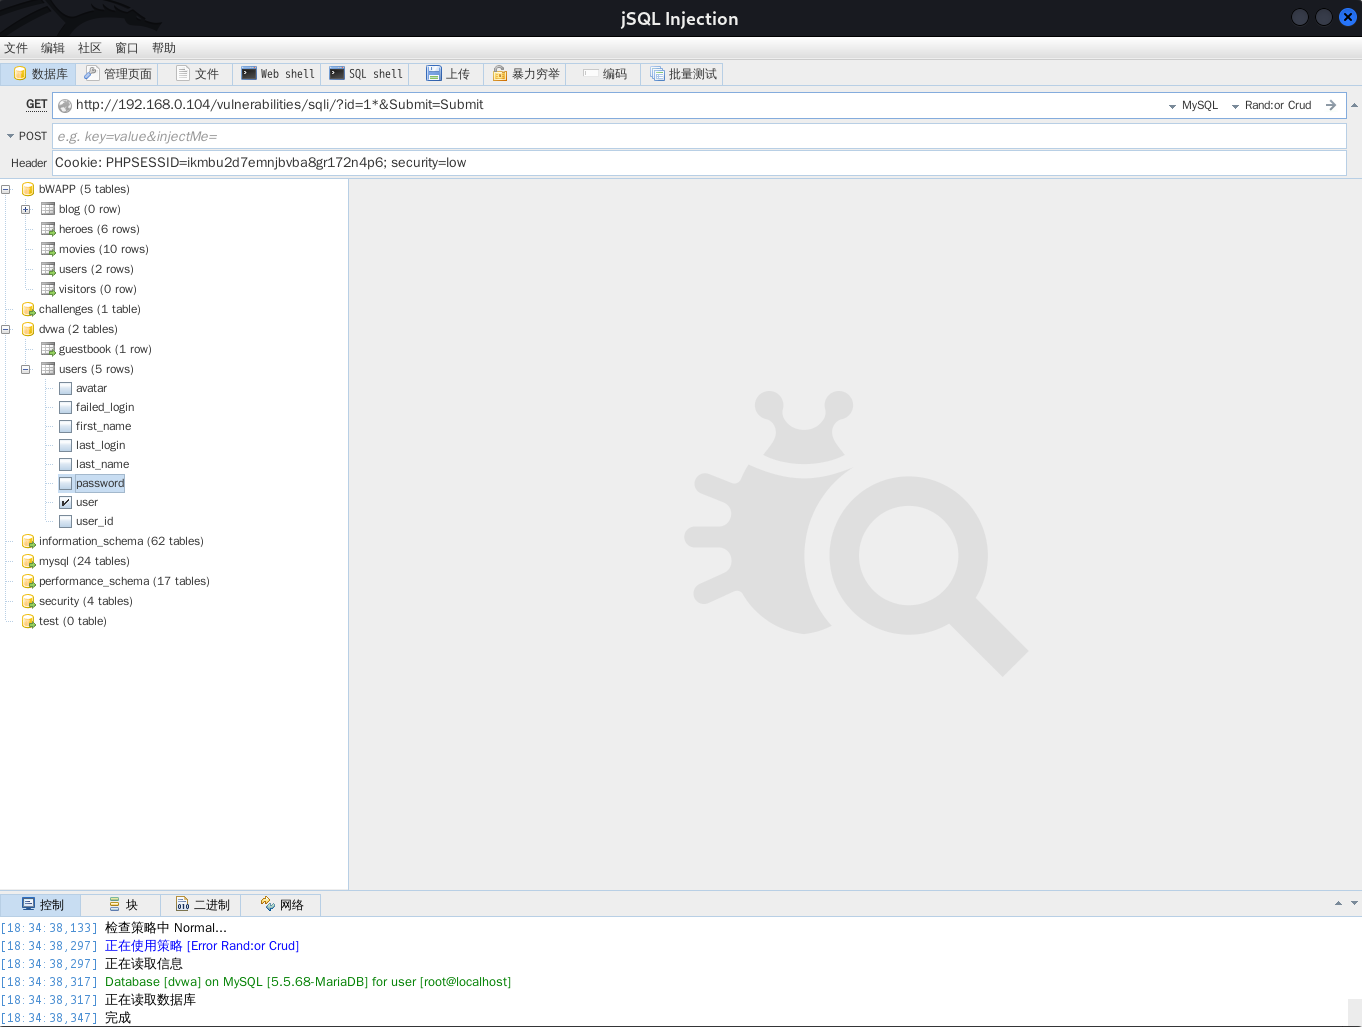 jSQL Injection
文件 编辑 社区 窗口 帮助
数据库 管理页面 文件 Web shell SQL shell 上传 暴力穷举 编码 批量测试
GET http://192.168.0.104/vulnerabilities/sqli/?id=1*&Submit=Submit MySQL Rand:or Crud
POST e.g. key=value&injectMe=
Header Cookie: PHPSESSID=ikmbu2d7emnjbvba8gr172n4p6; security=low
bWAPP (5 tables)
blog (0 row)
heroes (6 rows)
movies (10 rows)
users (2 rows)
visitors (0 row)
challenges (1 table)
dvwa (2 tables)
guestbook (1 row)
users (5 rows)
avatar
failed_login
first_name
last_login
last_name
password
user
user_id
information_schema (62 tables)
mysql (24 tables)
performance_schema (17 tables)
security (4 tables)
test (0 table)
控制 块 二进制 网络
[18:34:38,133] 检查策略中 Normal...
[18:34:38,297] 正在使用策略 [Error Rand:or Crud]
[18:34:38,297] 正在读取信息
[18:34:38,317] Database [dvwa] on MySQL [5.5.68-MariaDB] for user [root@localhost]
[18:34:38,317] 正在读取数据库
[18:34:38,347] 完成